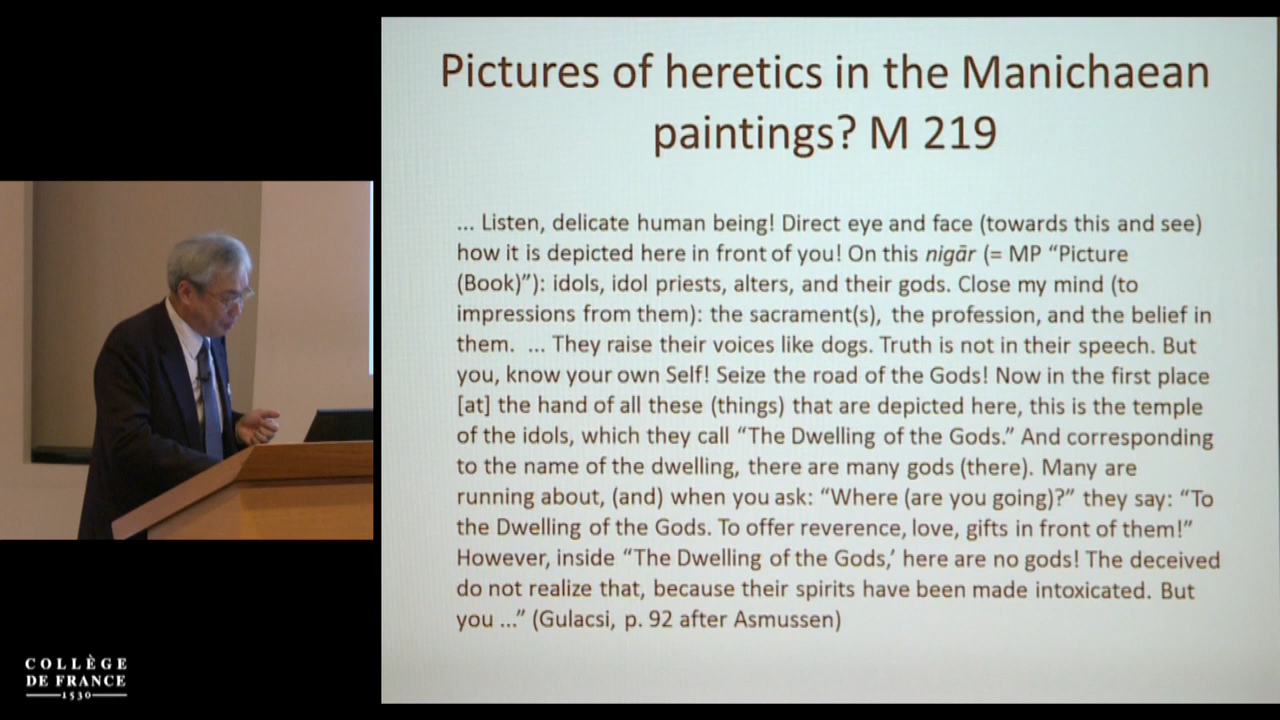 Pictures of heretics in the Manichaean
paintings? M 219
... Listen, delicate human being! Direct eye and face (towards this and see)
how it is depicted here in front of you! On this nigār (= MP “Picture
(Book)”): idols, idol priests, alters, and their gods. Close my mind (to
impressions from them): the sacrament(s), the profession, and the belief in
them. ... They raise their voices like dogs. Truth is not in their speech. But
you, know your own Self! Seize the road of the Gods! Now in the first place
[at] the hand of all these (things) that are depicted here, this is the temple
of the idols, which they call “The Dwelling of the Gods.” And corresponding
to the name of the dwelling, there are many gods (there). Many are
running about, (and) when you ask: “Where (are you going)?” they say: “To
the Dwelling of the Gods. To offer reverence, love, gifts in front of them!”
However, inside “The Dwelling of the Gods,’ here are no gods! The deceived
do not realize that, because their spirits have been made intoxicated. But
you ...” (Gulacsi, p. 92 after Asmussen)
COLLÈGE
DE FRANCE
1530